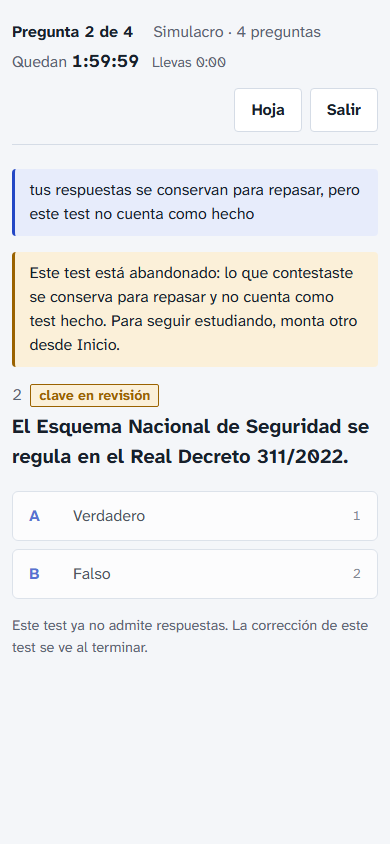 Pregunta 2 de 4 Simulacro · 4 preguntas
Quedan 1:59:59 Llevas 0:00
Hoja Salir
tus respuestas se conservan para repasar, pero
este test no cuenta como hecho
Este test está abandonado: lo que contestaste
se conserva para repasar y no cuenta como
test hecho. Para seguir estudiando, monta otro
desde Inicio.
2 clave en revisión
El Esquema Nacional de Seguridad se
regula en el Real Decreto 311/2022.
A Verdadero 1
B Falso 2
Este test ya no admite respuestas. La corrección de este
test se ve al terminar.